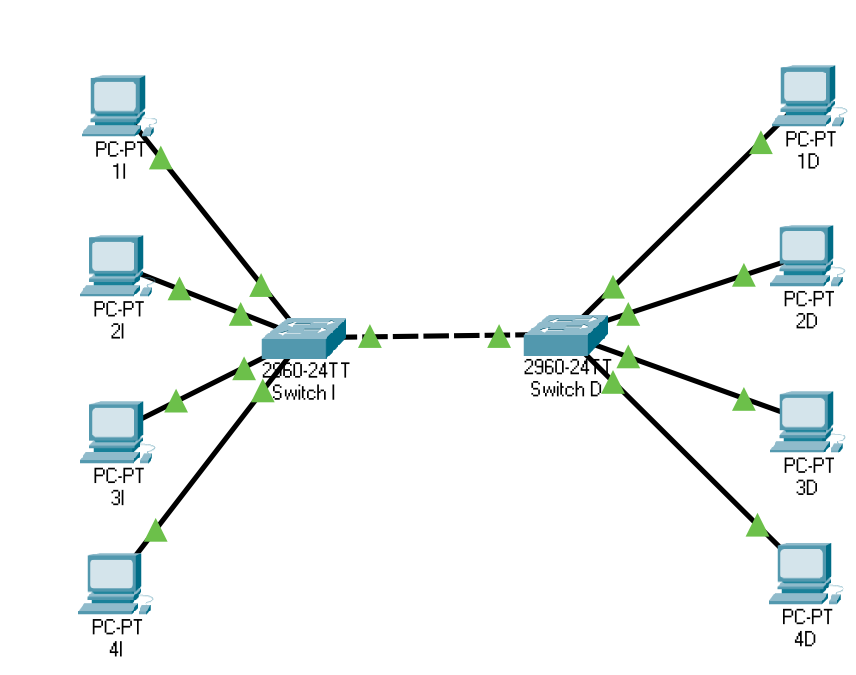 PC-PT
1I
PC-PT
1D
PC-PT
2I
PC-PT
2D
2960-24TT
Switch I
2960-24TT
Switch D
PC-PT
3I
PC-PT
3D
PC-PT
4I
PC-PT
4D